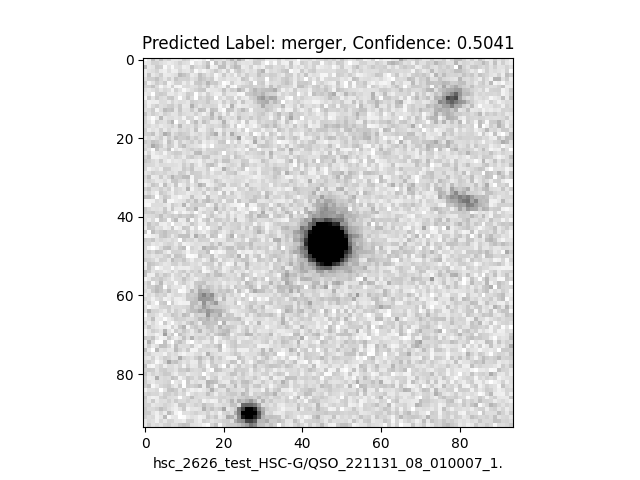 Predicted Label: merger, Confidence: 0.5041
0
20
40
60
80
0 20 40 60 80
hsc_2626_test_HSC-G/QSO_221131_08_010007_1.